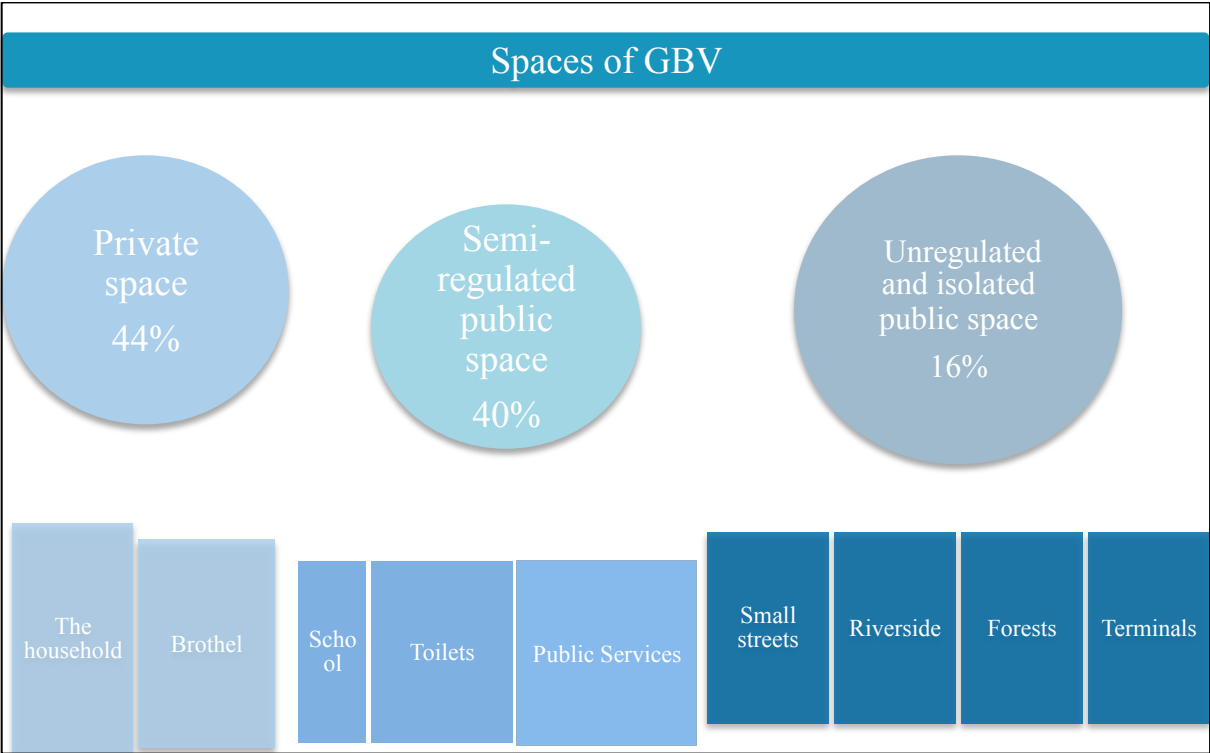 Spaces of GBV
Private
space
44%
Semi-
regulated
public
space
40%
Unregulated
and isolated
public space
16%
The
household
Brothel
Scho
ol
Toilets
Public Services
Small
streets
Riverside
Forests
Terminals